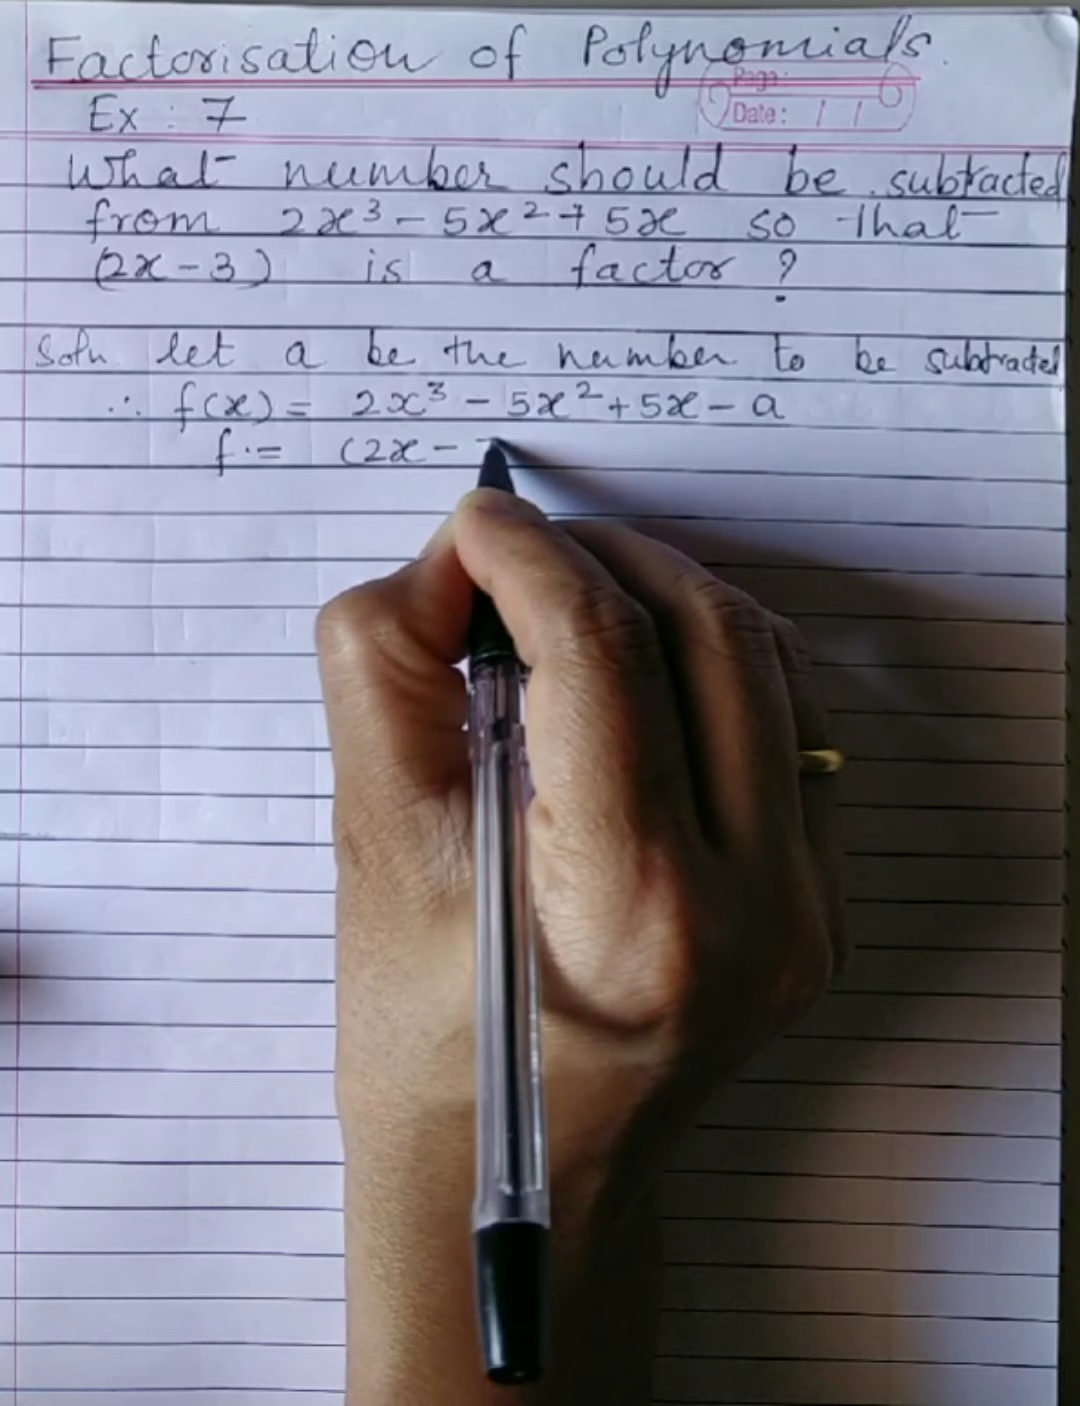 Factorisation of Polynomials.
Page:
Date: / /
Ex : 7
What number should be subtracted
from 2x³ - 5x² + 5x so that
(2x - 3) is a factor ?
Soln let a be the number to be subtracted
∴ f(x) = 2x³ - 5x² + 5x - a
f.= (2x -